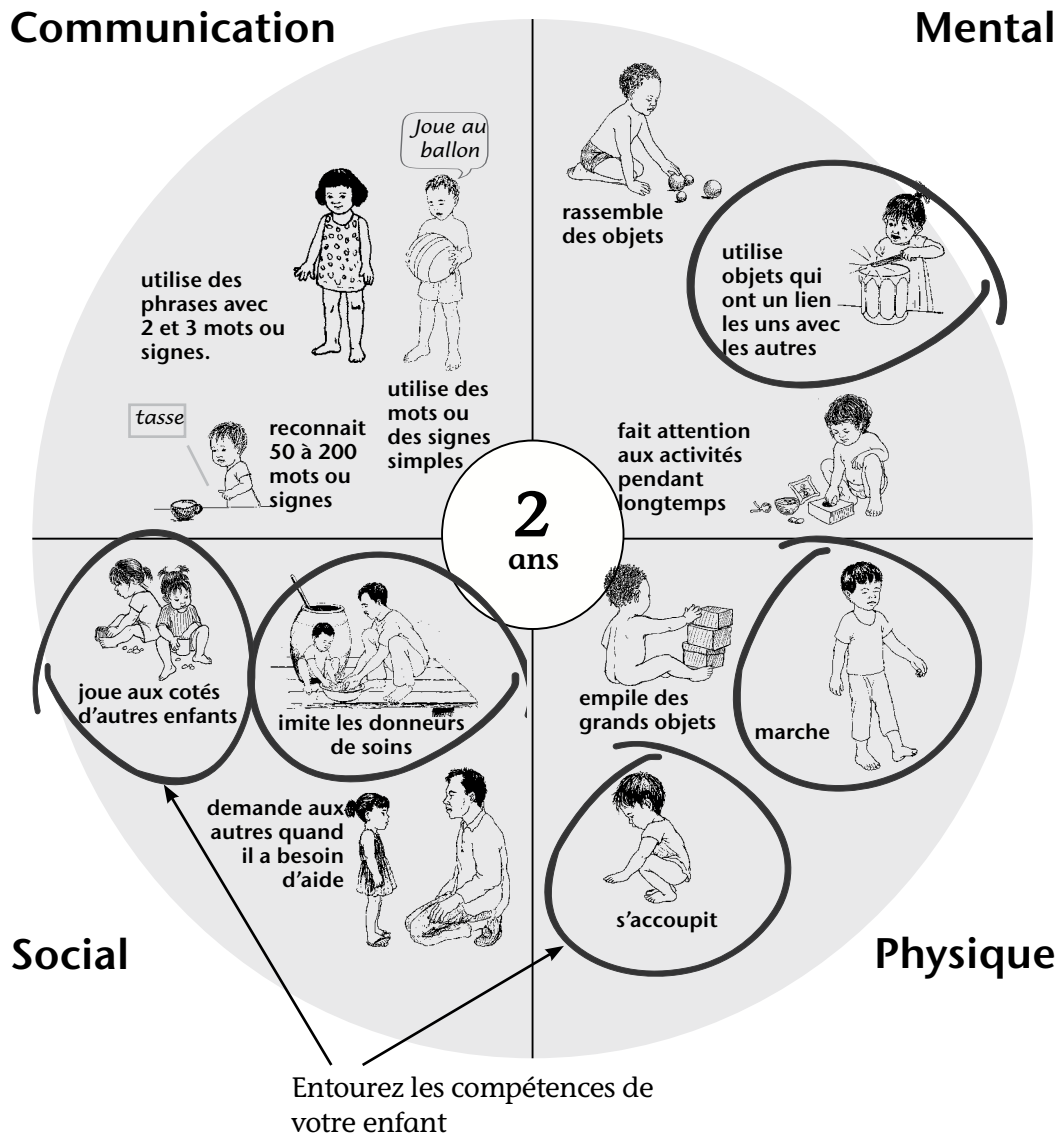 Communication
Mental
Joue au
ballon
utilise des
phrases avec
2 et 3 mots ou
signes.
utilise des
mots ou
des signes
simples
tasse
reconnait
50 à 200
mots ou
signes
rassemble
des objets
utilise
objets qui
ont un lien
les uns avec
les autres
fait attention
aux activités
pendant
longtemps
2
ans
joue aux cotés
d'autres enfants
imite les donneurs
de soins
demande aux
autres quand
il a besoin
d'aide
empile des
grands objets
marche
s'accoupit
Social
Physique
Entourez les compétences de
votre enfant